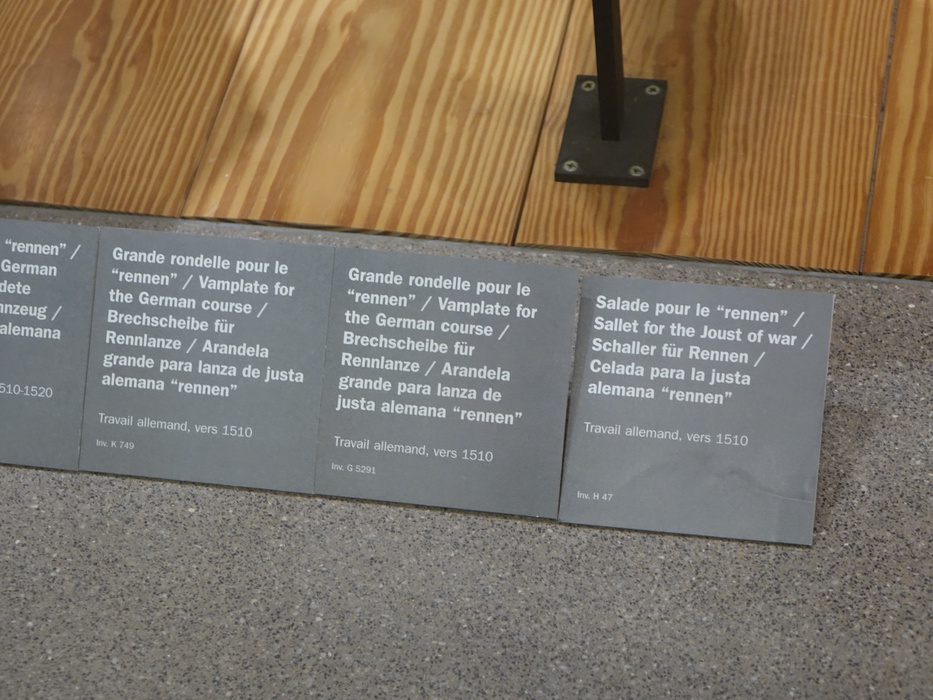 “rennen” /
German
alemana
510-1520
Grande rondelle pour le
“rennen” / Vamplate for
the German course /
Brechscheibe für
Rennlanze / Arandela
grande para lanza de justa
alemana “rennen”
Travail allemand, vers 1510
Inv. K 749
Grande rondelle pour le
“rennen” / Vamplate for
the German course /
Brechscheibe für
Rennlanze / Arandela
grande para lanza de
justa alemana “rennen”
Travail allemand, vers 1510
Inv. G 5291
Salade pour le “rennen” /
Sallet for the Joust of war /
Schaller für Rennen /
Celada para la justa
alemana “rennen”
Travail allemand, vers 1510
Inv. H 47